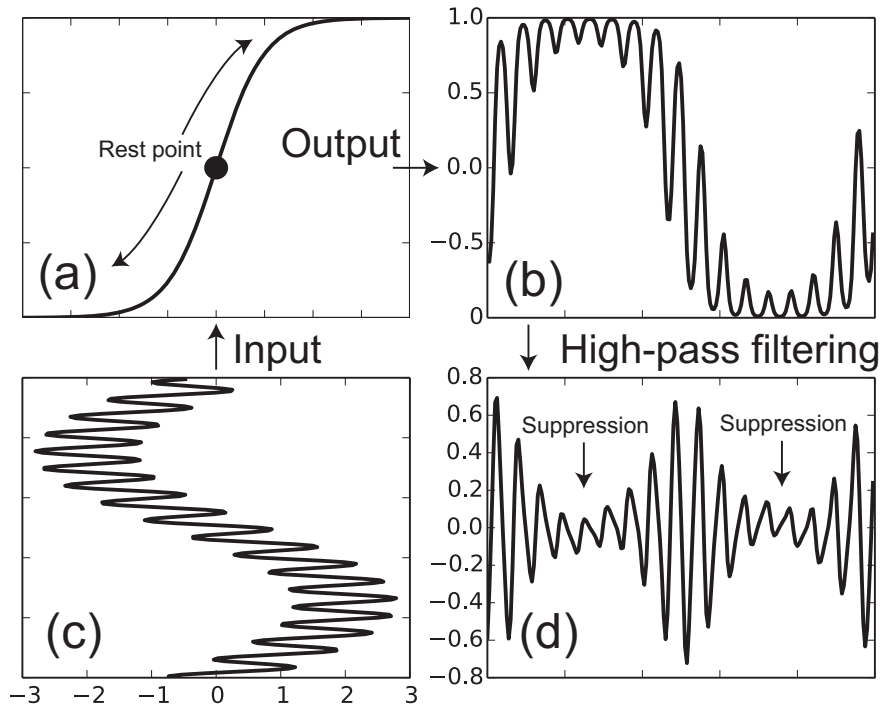 Rest point
Output
(a)
1.0
0.5
0.0
−0.5
0
(b)
Input
High-pass filtering
(c)
−3 −2 −1 0 1 2 3
0.8
0.6
0.4
0.2
0.0
−0.2
−0.4
−0.6
−0.8
Suppression
Suppression
(d)